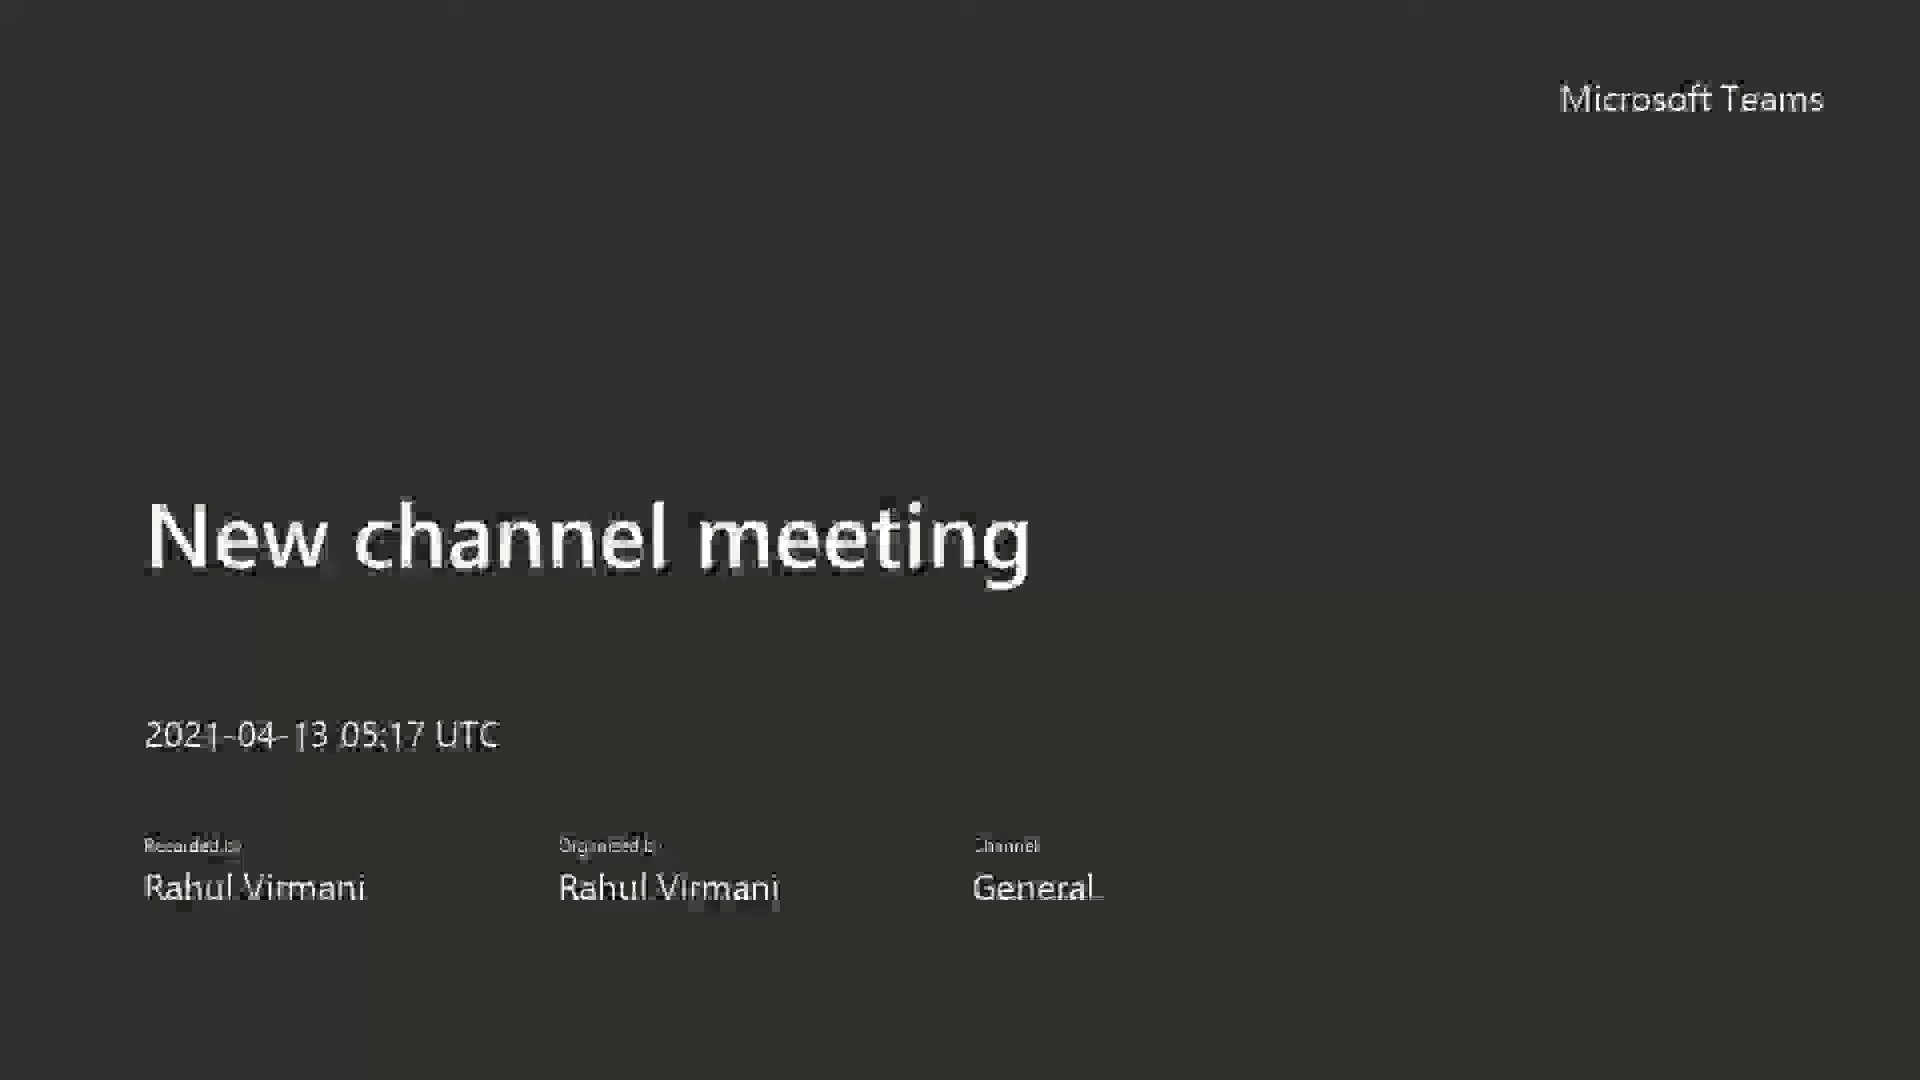 Microsoft Teams
New channel meeting
2021-04-13 05:17 UTC
Recorded by Organized by Channel
Rahul Virmani Rahul Virmani General